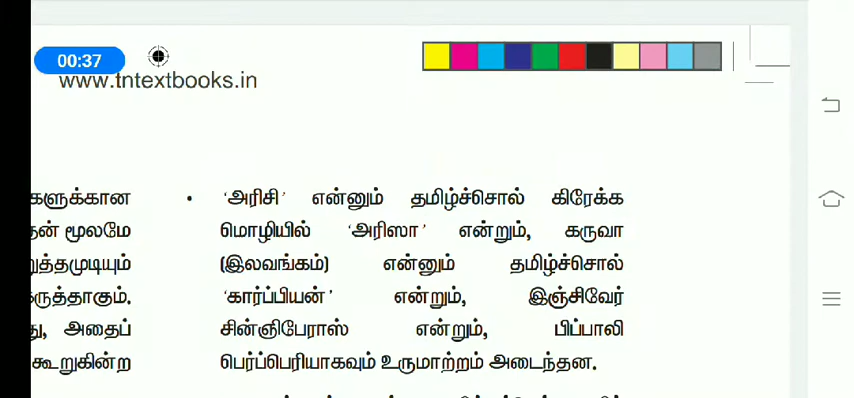 00:37
www.tntextbooks.in
களுக்கான
தன் மூலமே
றுத்தமுடியும்
கருத்தாகும்.
து, அதைப்
கூறுகின்ற
• ‘அரிசி’ என்னும் தமிழ்ச்சொல் கிரேக்க
மொழியில் ‘அரிஸா’ என்றும், கருவா
(இலவங்கம்) என்னும் தமிழ்ச்சொல்
‘கார்ப்பியன்’ என்றும், இஞ்சிவேர்
சின்ஞிபேராஸ் என்றும், பிப்பாலி
பெர்ப்பெரியாகவும் உருமாற்றம் அடைந்தன.